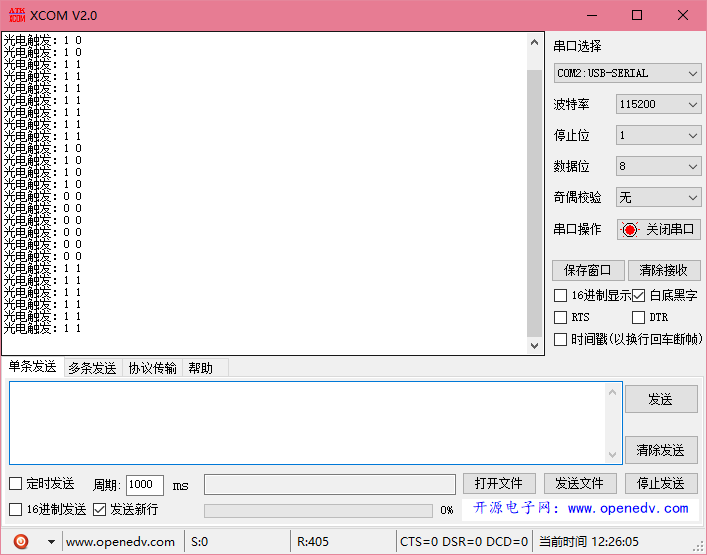 ATK
XCOM
XCOM V2.0
光电触发: 1 0
光电触发: 1 0
光电触发: 1 1
光电触发: 1 1
光电触发: 1 1
光电触发: 1 1
光电触发: 1 1
光电触发: 1 1
光电触发: 1 1
光电触发: 1 0
光电触发: 1 0
光电触发: 1 0
光电触发: 1 0
光电触发: 0 0
光电触发: 0 0
光电触发: 0 0
光电触发: 0 0
光电触发: 0 0
光电触发: 0 0
光电触发: 1 1
光电触发: 1 1
光电触发: 1 1
光电触发: 1 1
光电触发: 1 1
光电触发: 1 1
串口选择
COM2:USB-SERIAL
波特率 115200
停止位 1
数据位 8
奇偶校验 无
串口操作 关闭串口
保存窗口 清除接收
16进制显示 白底黑字
RTS DTR
时间戳(以换行回车断帧)
单条发送 多条发送 协议传输 帮助
发送
清除发送
定时发送 周期: 1000 ms 打开文件 发送文件 停止发送
16进制发送 发送新行 0% 开源电子网: www.openedv.com
www.openedv.com S:0 R:405 CTS=0 DSR=0 DCD=0 当前时间 12:26:05